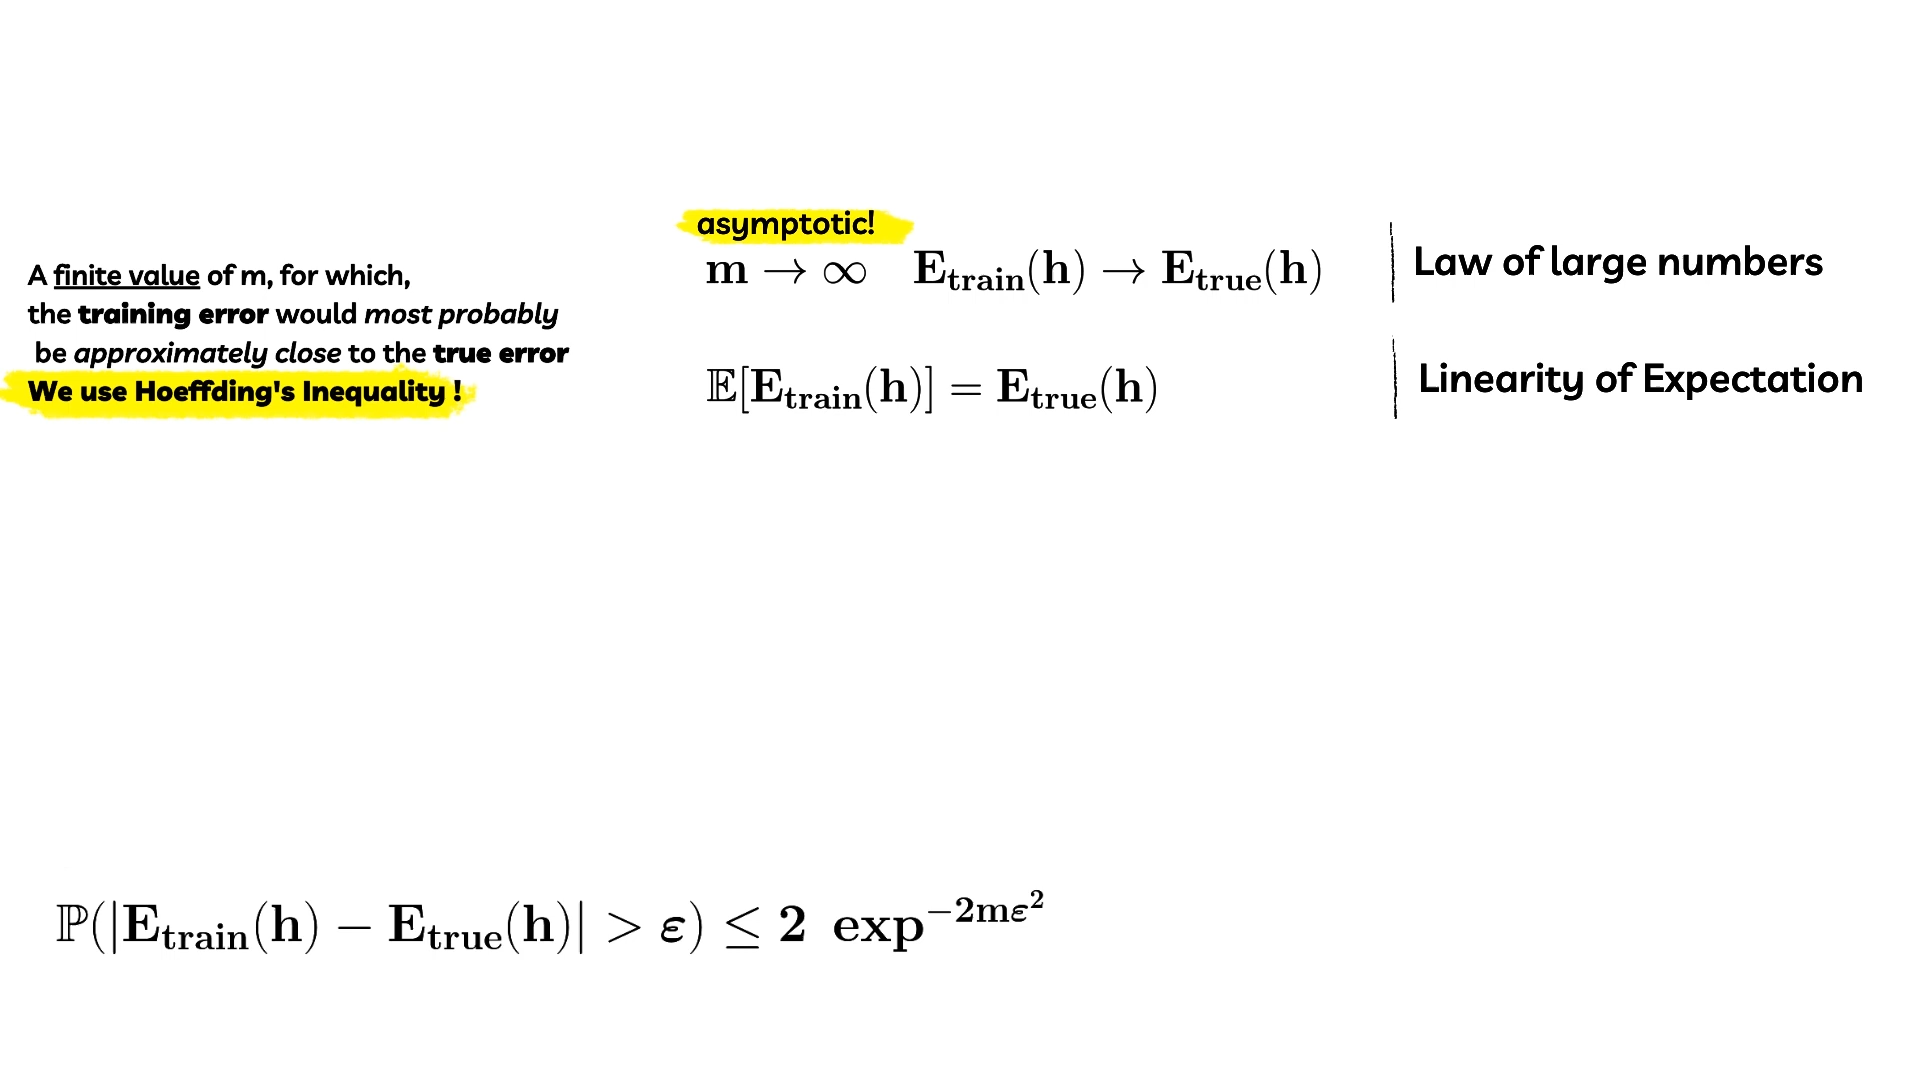 A finite value of m, for which,
the training error would most probably
be approximately close to the true error
We use Hoeffding's Inequality !
asymptotic!
m → ∞ E_train(h) → E_true(h)
Law of large numbers
𝔼[E_train(h)] = E_true(h)
Linearity of Expectation
ℙ(|E_train(h) − E_true(h)| > ε) ≤ 2 exp^{−2mε²}